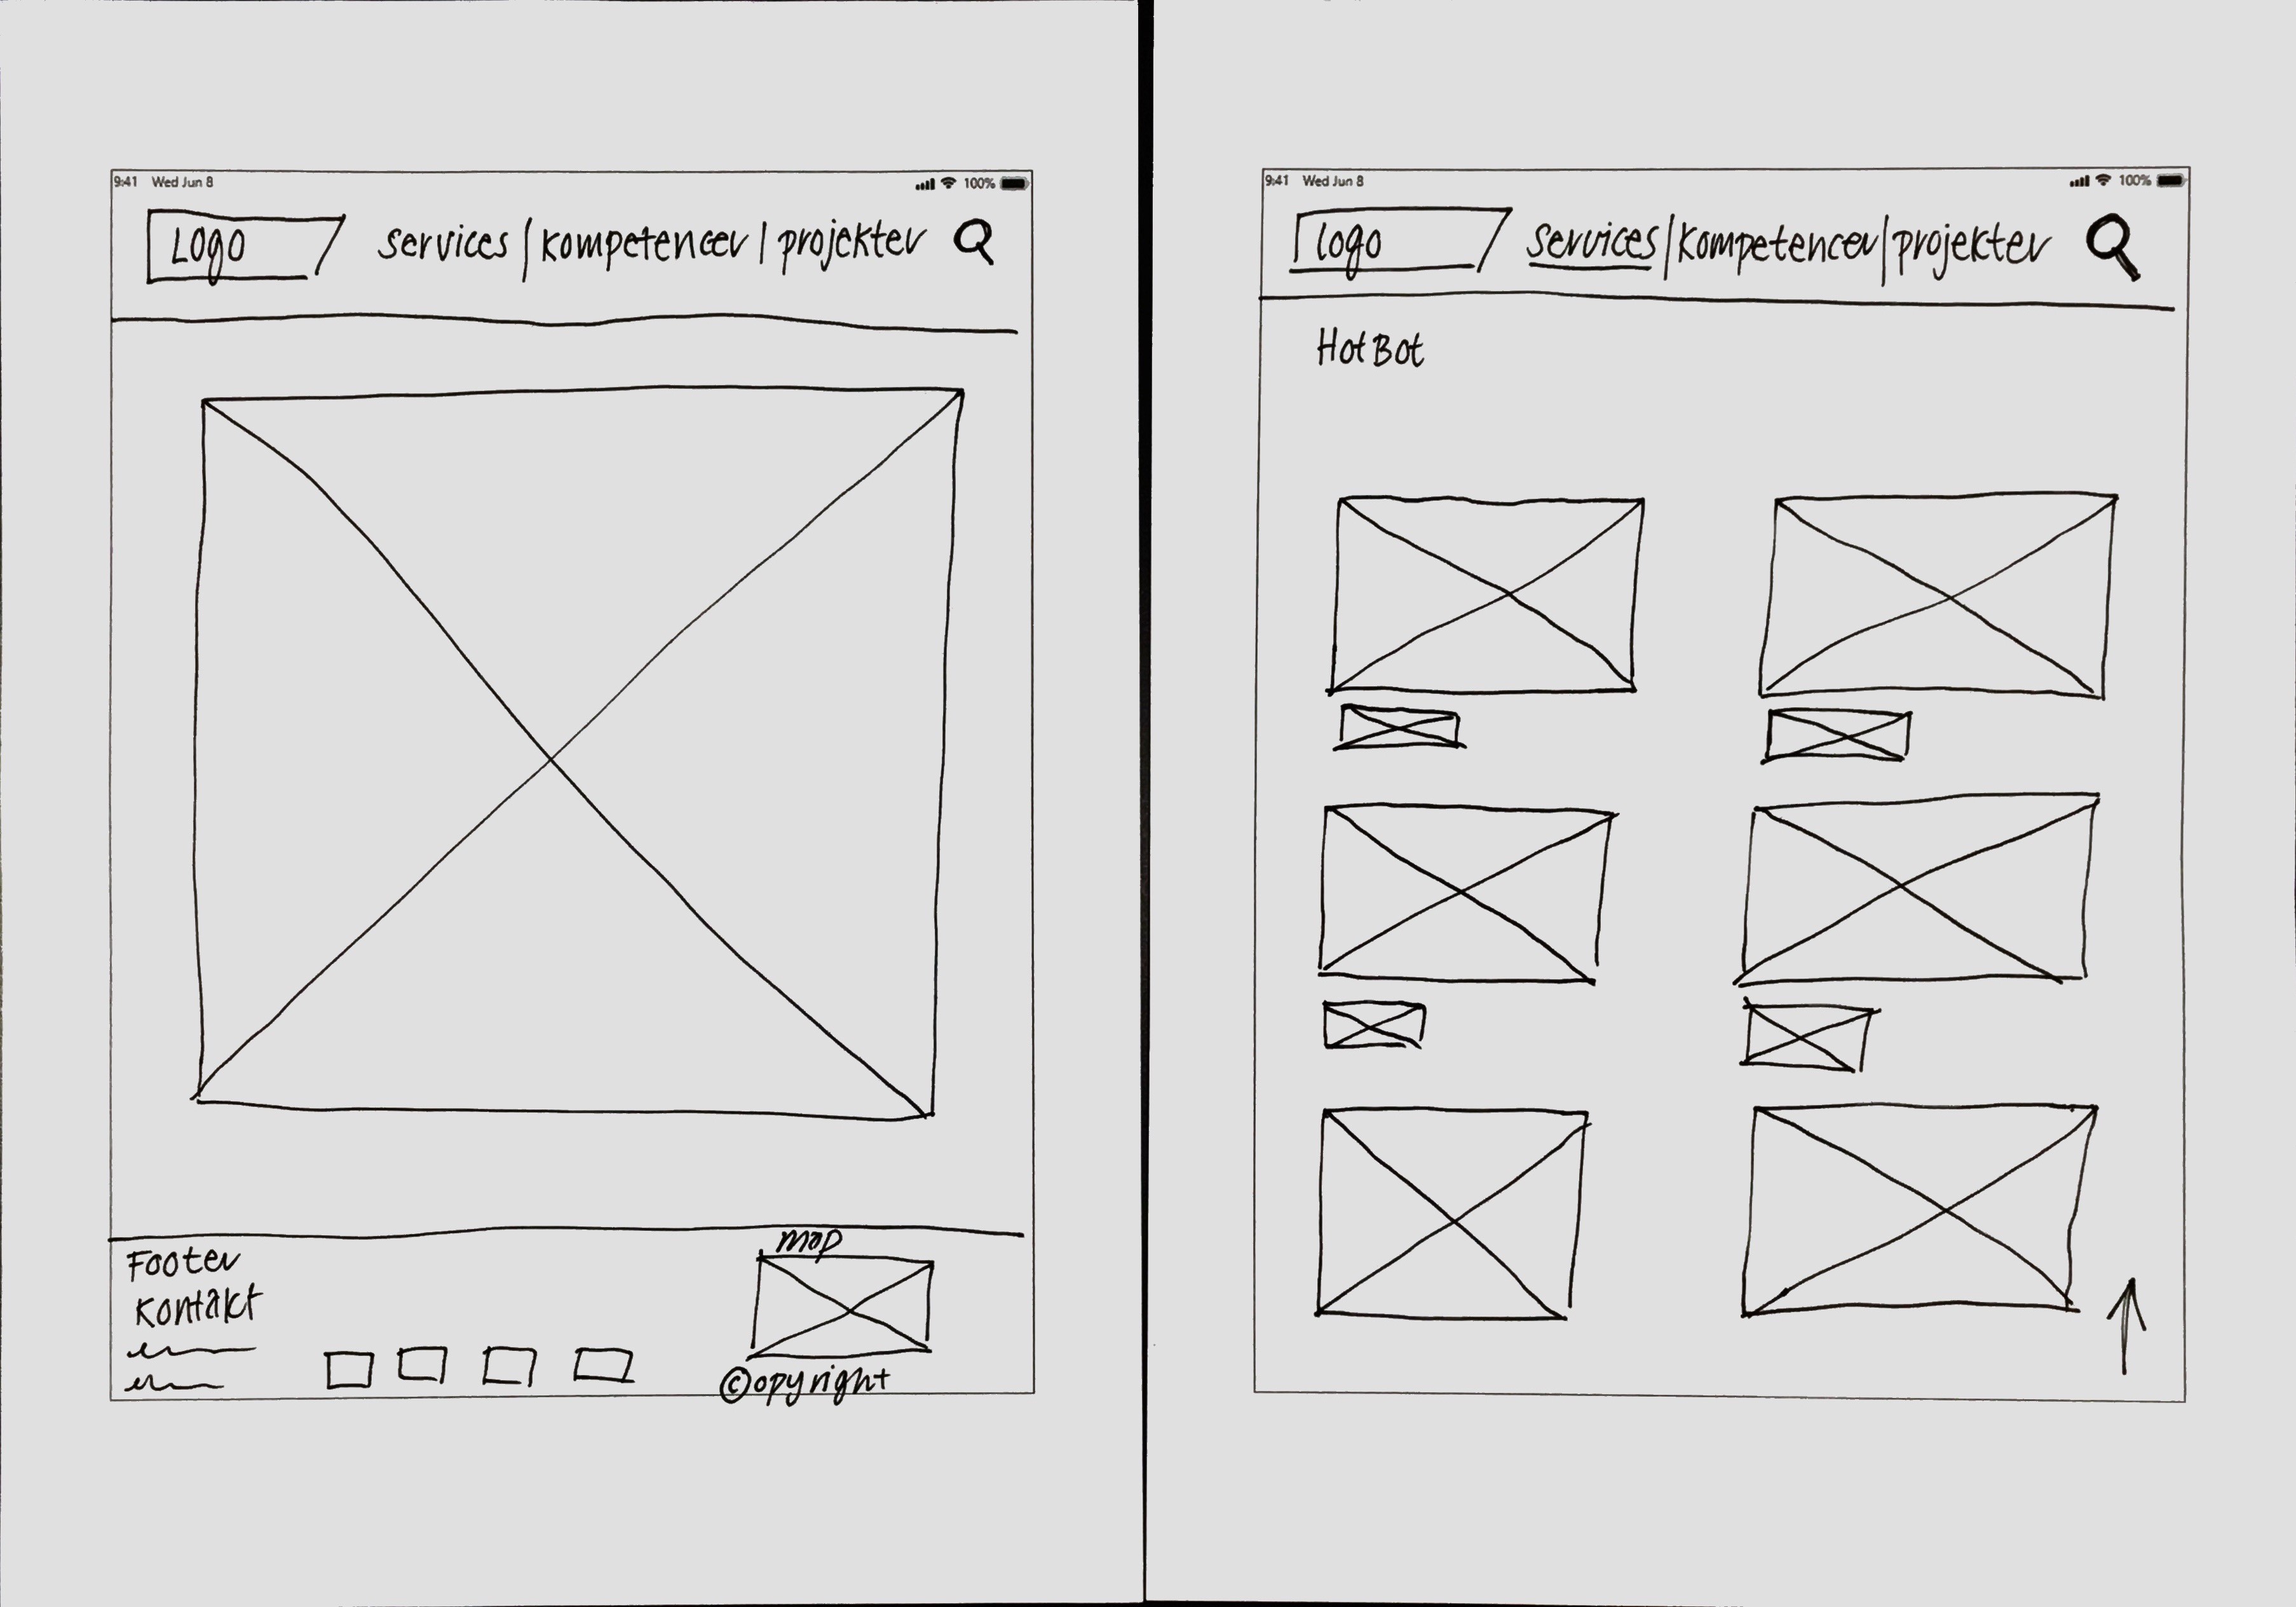 9:41 Wed Jun 8 100%
Logo services | kompetencer | projekter
map
Footer
Kontakt
©opyright
9:41 Wed Jun 8 100%
logo services | kompetencer | projekter
HotBot